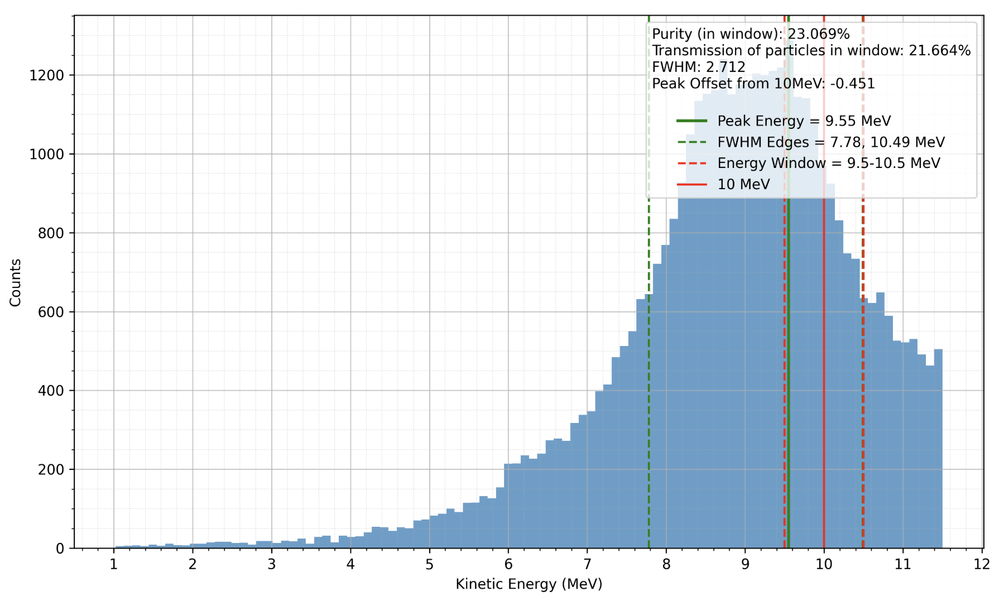 Purity (in window): 23.069%
Transmission of particles in window: 21.664%
FWHM: 2.712
Peak Offset from 10MeV: -0.451
Peak Energy = 9.55 MeV
FWHM Edges = 7.78, 10.49 MeV
Energy Window = 9.5-10.5 MeV
10 MeV
Counts
1200
1000
800
600
400
200
0
1 2 3 4 5 6 7 8 9 10 11 12
Kinetic Energy (MeV)